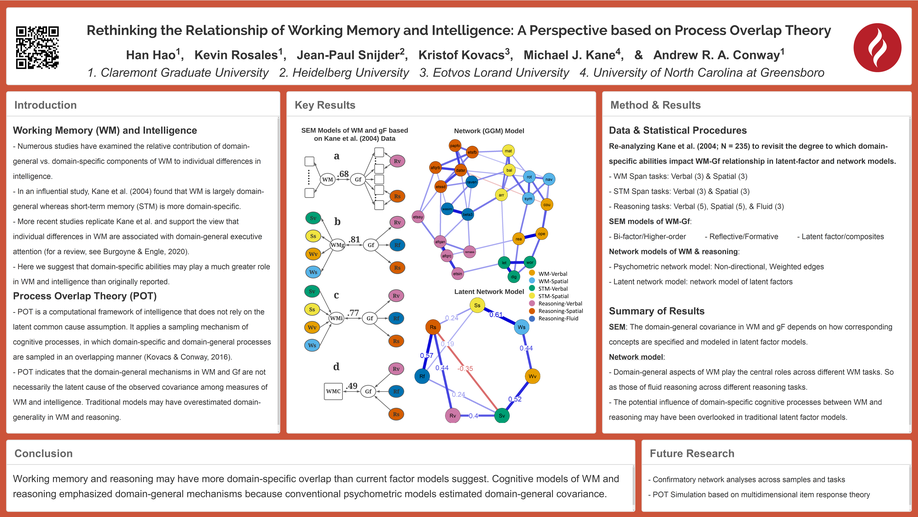 Rethinking the Relationship of Working Memory and Intelligence: A Perspective based on Process Overlap Theory
Han Hao1, Kevin Rosales1, Jean-Paul Snijder2, Kristof Kovacs3, Michael J. Kane4, & Andrew R. A. Conway1
1. Claremont Graduate University 2. Heidelberg University 3. Eotvos Lorand University 4. University of North Carolina at Greensboro
Introduction
Working Memory (WM) and Intelligence
- Numerous studies have examined the relative contribution of domain-
general vs. domain-specific components of WM to individual differences in
intelligence.
- In an influential study, Kane et al. (2004) found that WM is largely domain-
general whereas short-term memory (STM) is more domain-specific.
- More recent studies replicate Kane et al. and support the view that
individual differences in WM are associated with domain-general executive
attention (for a review, see Burgoyne & Engle, 2020).
- Here we suggest that domain-specific abilities may play a much greater role
in WM and intelligence than originally reported.
Process Overlap Theory (POT)
- POT is a computational framework of intelligence that does not rely on the
latent common cause assumption. It applies a sampling mechanism of
cognitive processes, in which domain-specific and domain-general processes
are sampled in an overlapping manner (Kovacs & Conway, 2016).
- POT indicates that the domain-general mechanisms in WM and Gf are not
necessarily the latent cause of the observed covariance among measures of
WM and intelligence. Traditional models may have overestimated domain-
generality in WM and reasoning.
Key Results
SEM Models of WM and gF based
on Kane et al. (2004) Data
a
WM .68 Gf
Rv
Bs
b
Sv
Ss
Wv
Ws
.81 Gf
Rv
Rf
Rs
c
Sv
Ss
Wv
Ws
.77 Gf
Rv
Rf
Rs
d
WMC .49 Gf
Rv
Rf
Rs
Network (GGM) Model
WM-Verbal
WM-Spatial
STM-Verbal
STM-Spatial
Reasoning-Verbal
Reasoning-Spatial
Reasoning-Fluid
Latent Network Model
Ss
Rs
Ws
Rf
Wv
Rv
Sv
0.24
0.61
0.44
-0.35
0.44
0.24
0.4
Method & Results
Data & Statistical Procedures
Re-analyzing Kane et al. (2004; N = 235) to revisit the degree to which domain-
specific abilities impact WM-Gf relationship in latent-factor and network models.
- WM Span tasks: Verbal (3) & Spatial (3)
- STM Span tasks: Verbal (3) & Spatial (3)
- Reasoning tasks: Verbal (5), Spatial (5), & Fluid (3)
SEM models of WM-Gf:
- Bi-factor/Higher-order - Reflective/Formative - Latent factor/composites
Network models of WM & reasoning:
- Psychometric network model: Non-directional, Weighted edges
- Latent network model: network model of latent factors
Summary of Results
SEM: The domain-general covariance in WM and gF depends on how corresponding
concepts are specified and modeled in latent factor models.
Network model:
- Domain-general aspects of WM play the central roles across different WM tasks. So
as those of fluid reasoning across different reasoning tasks.
- The potential influence of domain-specific cognitive processes between WM and
reasoning may have been overlooked in traditional latent factor models.
Conclusion
Working memory and reasoning may have more domain-specific overlap than current factor models suggest. Cognitive models of WM and
reasoning emphasized domain-general mechanisms because conventional psychometric models estimated domain-general covariance.
Future Research
- Confirmatory network analyses across samples and tasks
- POT Simulation based on multidimensional item response theory